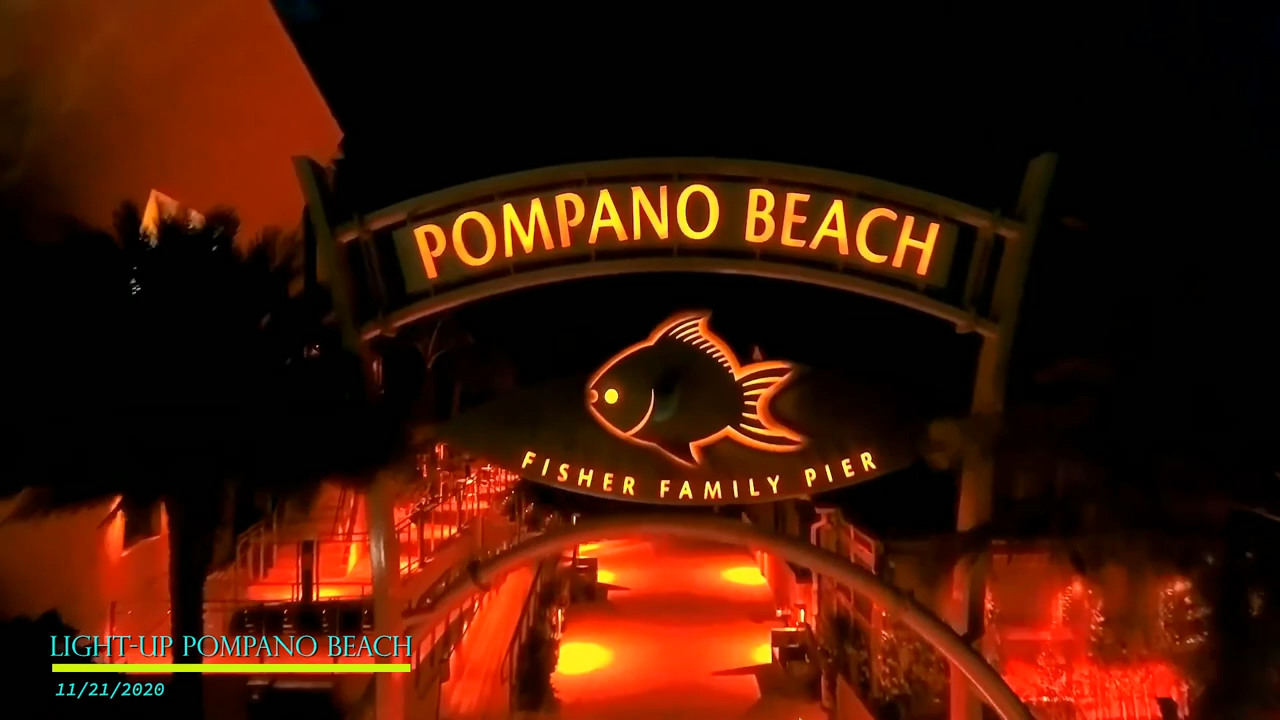 POMPANO BEACH
FISHER FAMILY PIER
LIGHT-UP POMPANO BEACH
11/21/2020